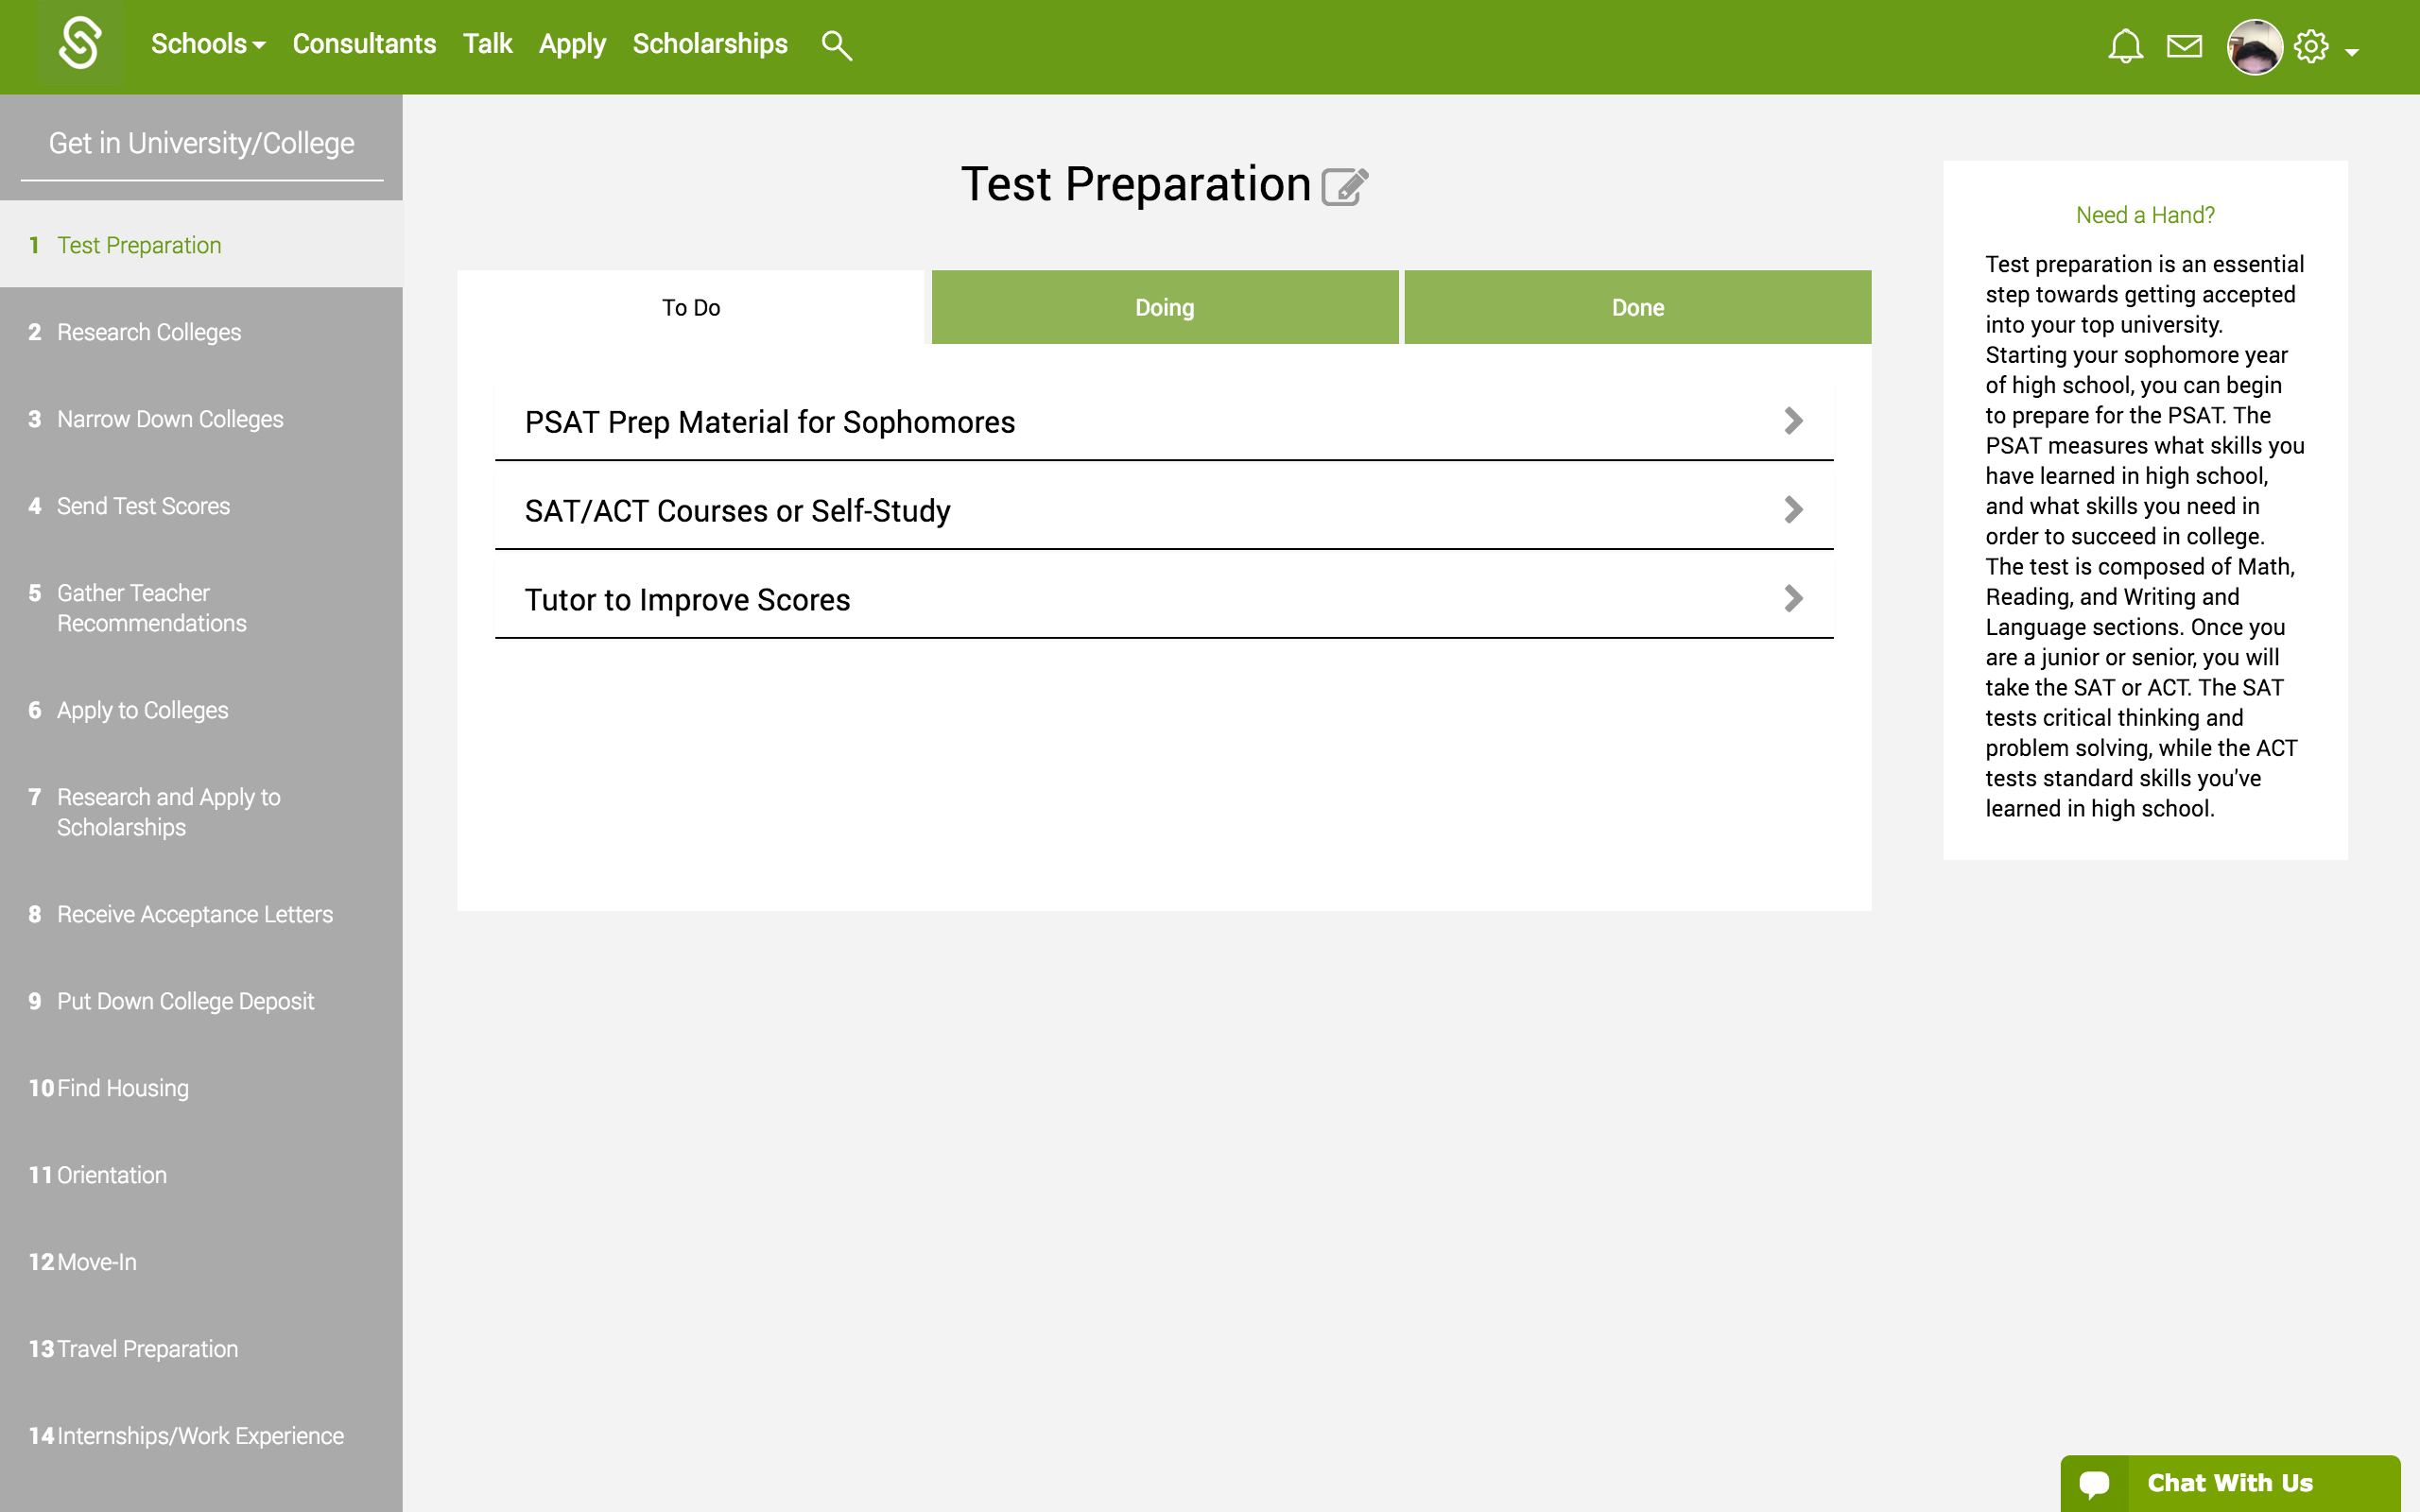 Schools Consultants Talk Apply Scholarships
Get in University/College
1 Test Preparation
2 Research Colleges
3 Narrow Down Colleges
4 Send Test Scores
5 Gather Teacher
Recommendations
6 Apply to Colleges
7 Research and Apply to
Scholarships
8 Receive Acceptance Letters
9 Put Down College Deposit
10 Find Housing
11 Orientation
12 Move-In
13 Travel Preparation
14 Internships/Work Experience
Test Preparation
To Do Doing Done
PSAT Prep Material for Sophomores
SAT/ACT Courses or Self-Study
Tutor to Improve Scores
Need a Hand?
Test preparation is an essential
step towards getting accepted
into your top university.
Starting your sophomore year
of high school, you can begin
to prepare for the PSAT. The
PSAT measures what skills you
have learned in high school,
and what skills you need in
order to succeed in college.
The test is composed of Math,
Reading, and Writing and
Language sections. Once you
are a junior or senior, you will
take the SAT or ACT. The SAT
tests critical thinking and
problem solving, while the ACT
tests standard skills you've
learned in high school.
Chat With Us